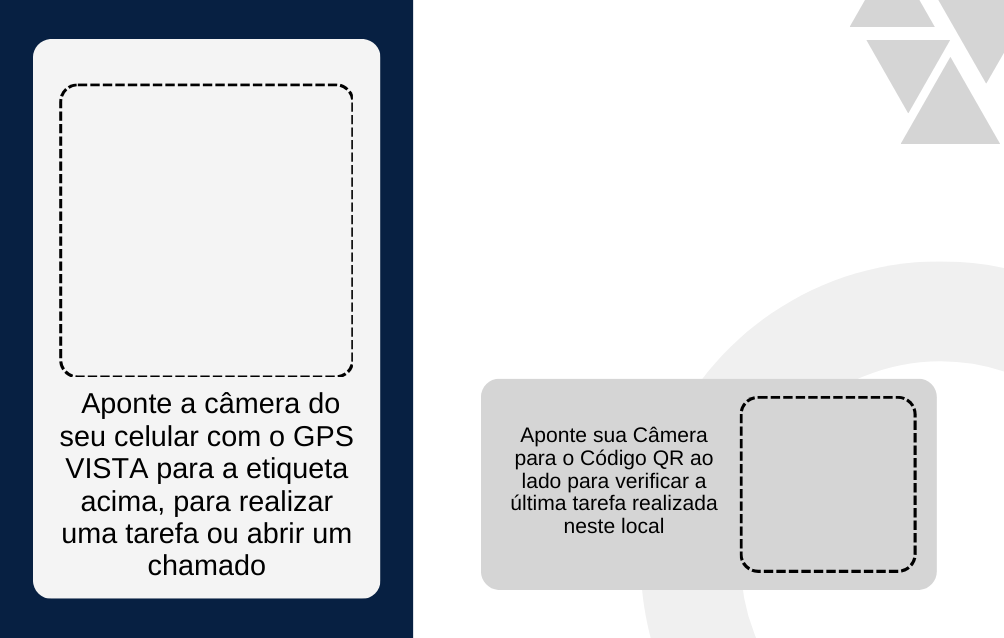 Aponte a câmera do
seu celular com o GPS
VISTA para a etiqueta
acima, para realizar
uma tarefa ou abrir um
chamado
Aponte sua Câmera
para o Código QR ao
lado para verificar a
última tarefa realizada
neste local